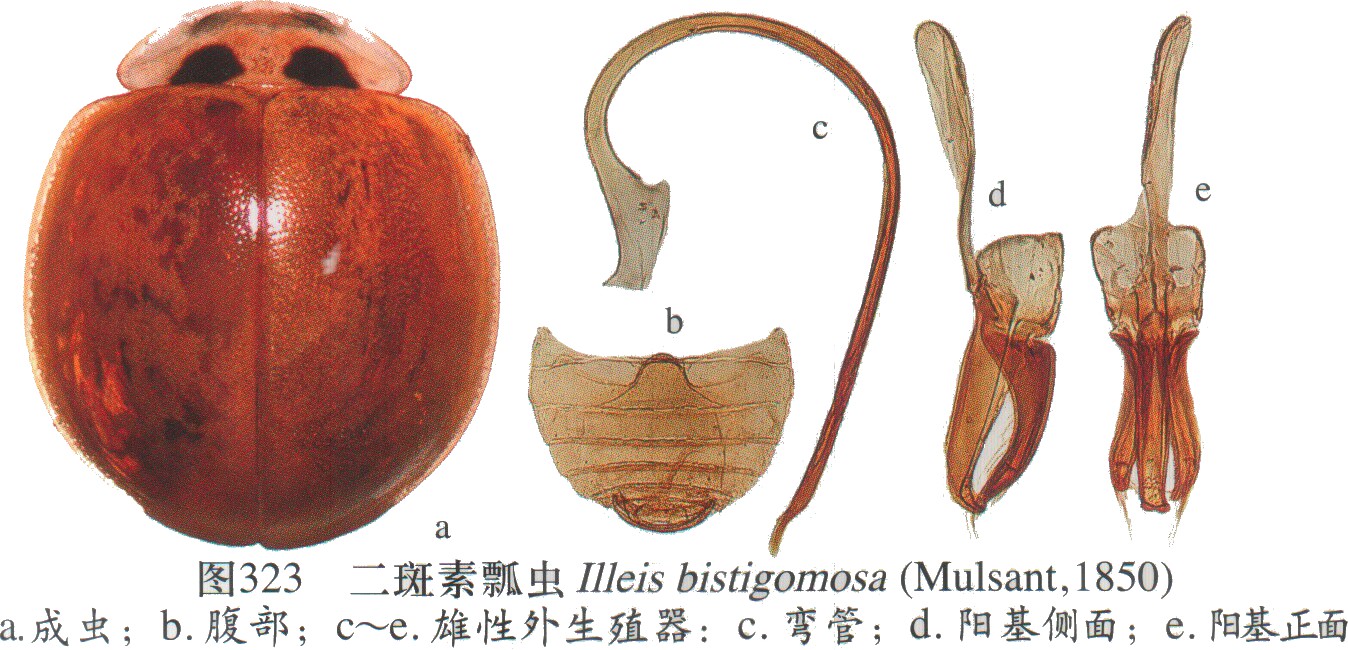 c
d
e
b
a
图323 二斑素瓢虫 Illeis bistigomosa (Mulsant,1850)
a.成虫；b.腹部；c～e.雄性外生殖器：c.弯管；d.阳基侧面；e.阳基正面